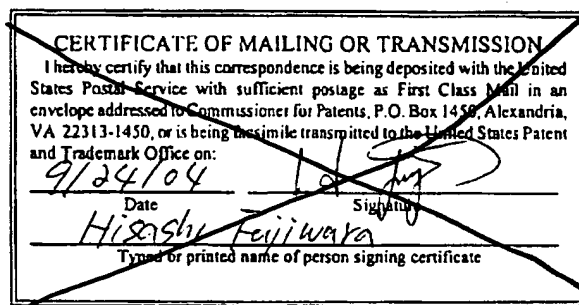 CERTIFICATE OF MAILING OR TRANSMISSION
I hereby certify that this correspondence is being deposited with the United
States Postal Service with sufficient postage as First Class Mail in an
envelope addressed to Commissioner for Patents, P.O. Box 1450, Alexandria,
VA 22313-1450, or is being facsimile transmitted to the United States Patent
and Trademark Office on:
9/24/04
Date Signature
Hisashi Fujiwara
Typed or printed name of person signing certificate